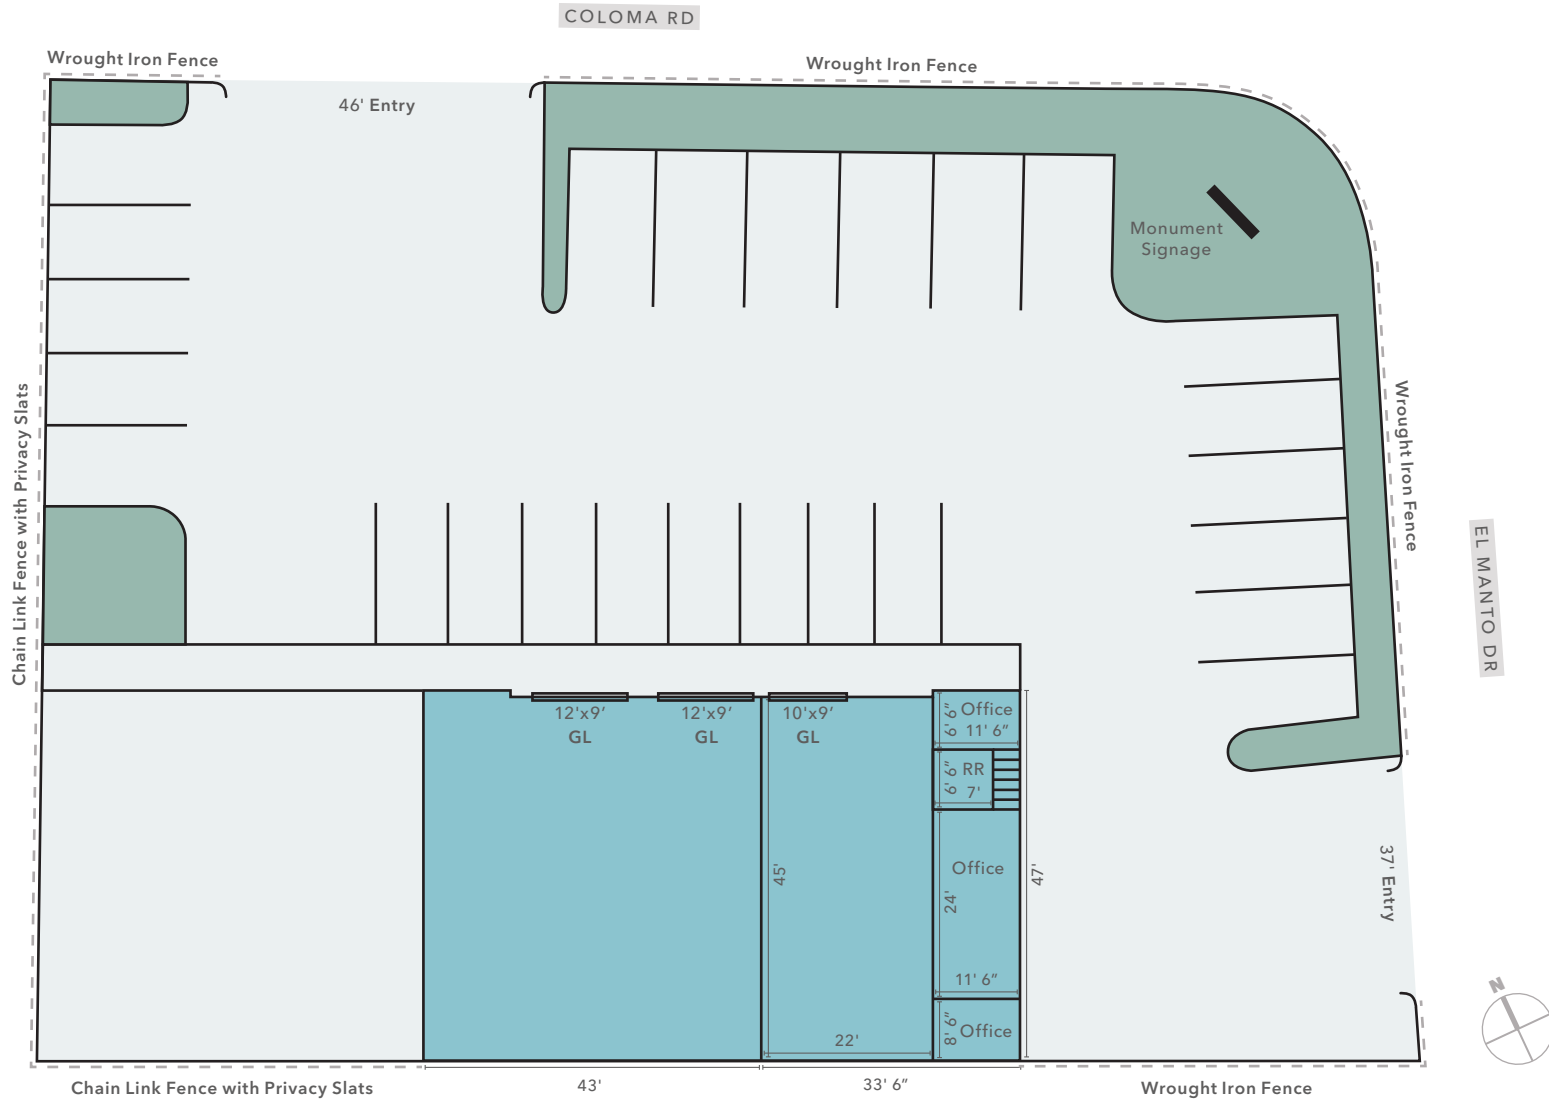 COLOMA RD
Wrought Iron Fence
Wrought Iron Fence
46' Entry
Monument
Signage
Chain Link Fence with Privacy Slats
Wrought Iron Fence
EL MANTO DR
12'x9'
GL
12'x9'
GL
10'x9'
GL
6' 6”
Office
11' 6”
6' 6”
RR
7'
45'
Office
24'
47'
11' 6”
37' Entry
22'
8' 6”
Office
N
Chain Link Fence with Privacy Slats
43'
33' 6”
Wrought Iron Fence